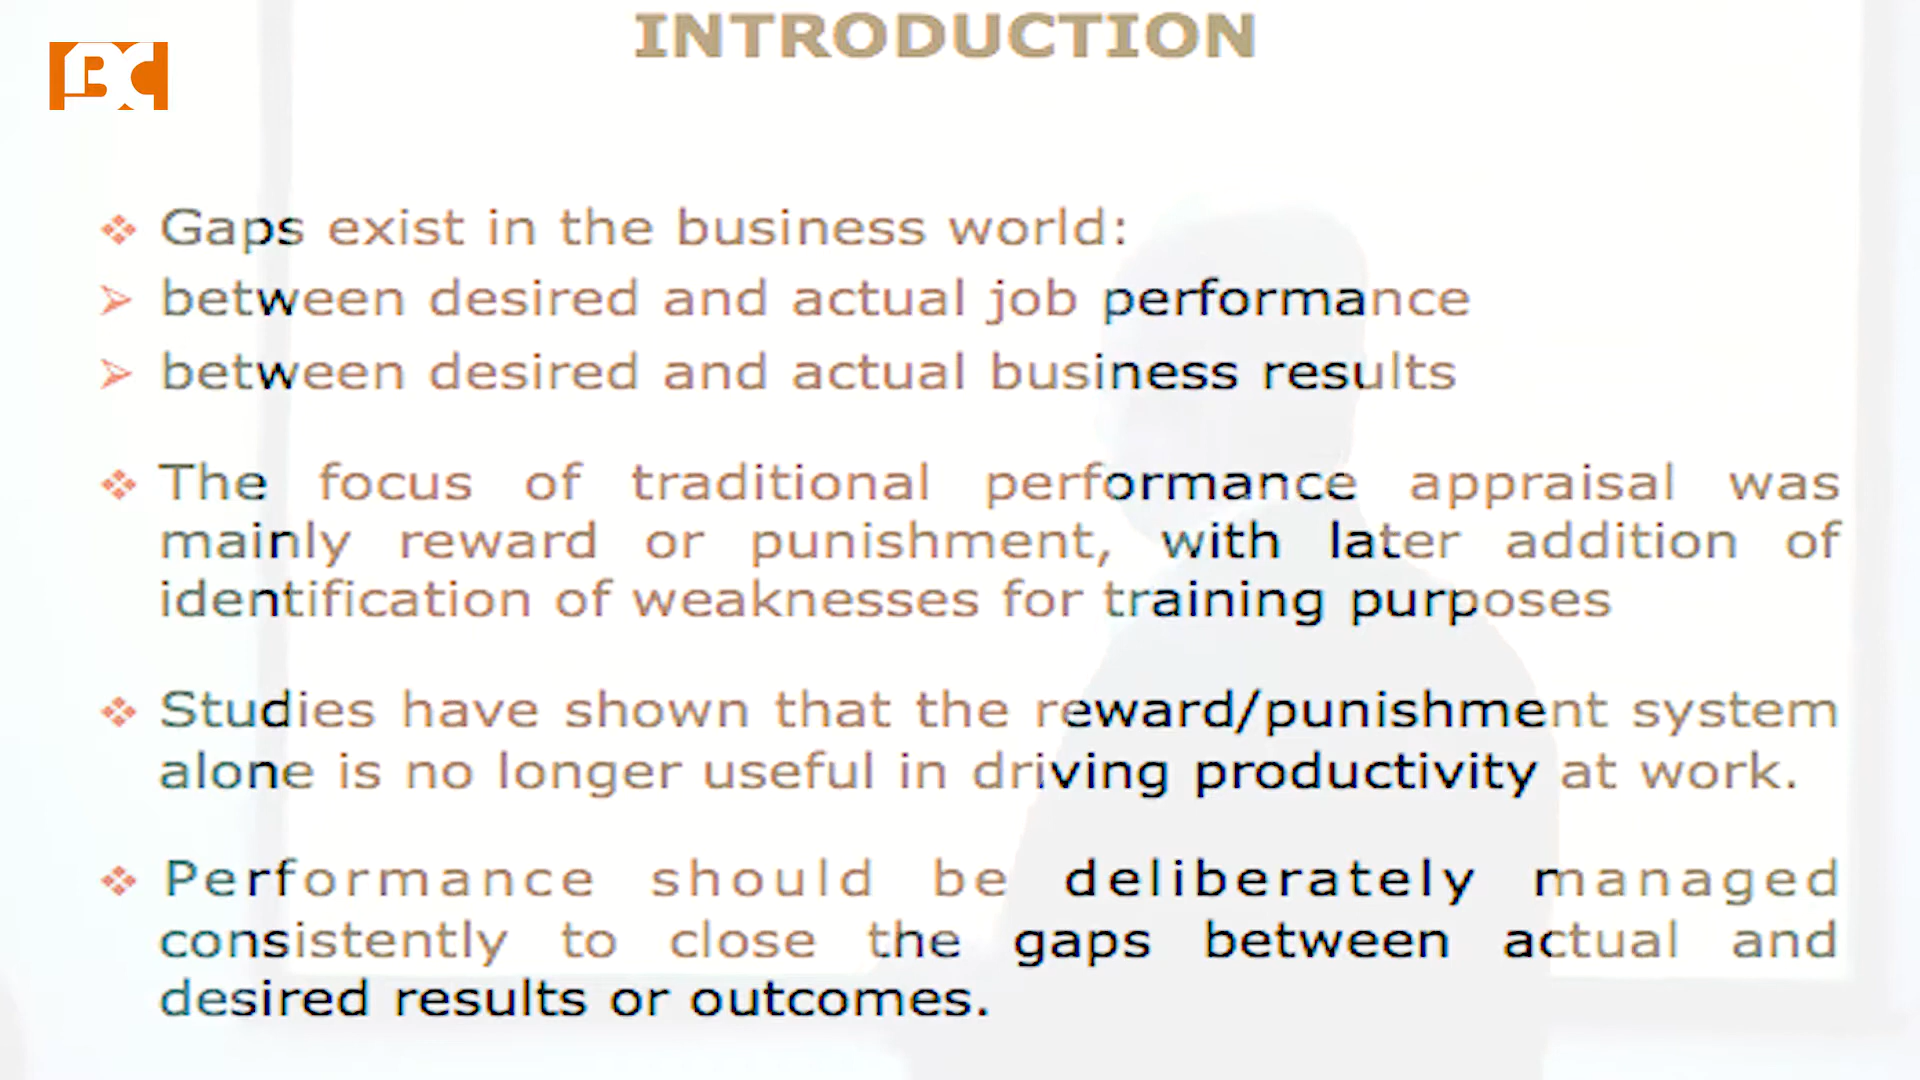 INTRODUCTION
BC
❖ Gaps exist in the business world:
➢ between desired and actual job performance
➢ between desired and actual business results
❖ The focus of traditional performance appraisal was
mainly reward or punishment, with later addition of
identification of weaknesses for training purposes
❖ Studies have shown that the reward/punishment system
alone is no longer useful in driving productivity at work.
❖ Performance should be deliberately managed
consistently to close the gaps between actual and
desired results or outcomes.